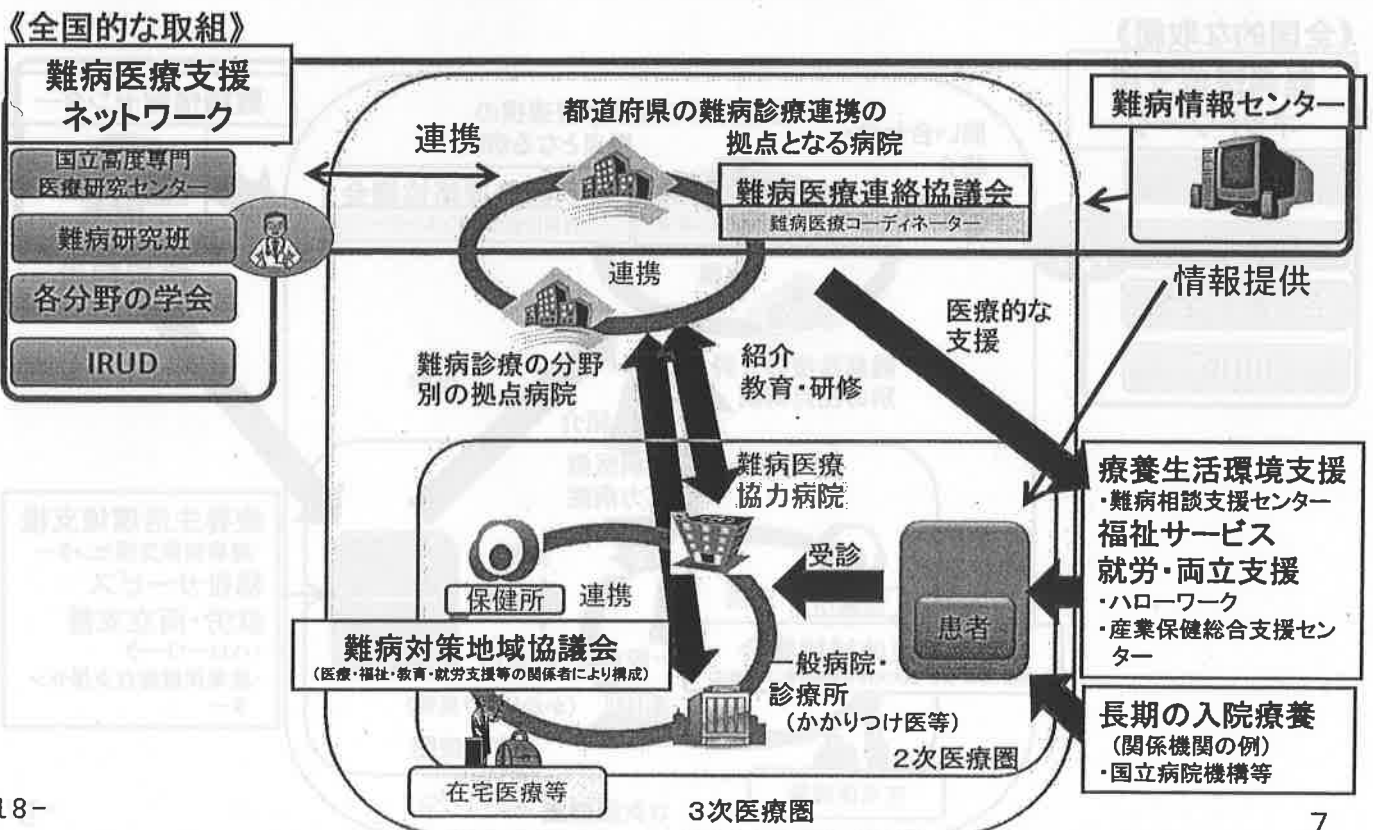 《全国的な取組》
難病医療支援
ネットワーク
国立高度専門
医療研究センター
難病研究班
各分野の学会
IRUD
連携
都道府県の難病診療連携の
拠点となる病院
難病医療連絡協議会
難病医療コーディネーター
難病情報センター
連携
情報提供
医療的な
支援
難病診療の分野
別の拠点病院
紹介
教育・研修
難病医療
協力病院
保健所
連携
受診
患者
難病対策地域協議会
(医療・福祉・教育・就労支援等の関係者により構成)
一般病院・
診療所
(かかりつけ医等)
2次医療圏
在宅医療等
3次医療圏
療養生活環境支援
・難病相談支援センター
福祉サービス
就労・両立支援
・ハローワーク
・産業保健総合支援セン
ター
長期の入院療養
(関係機関の例)
・国立病院機構等
18-
7